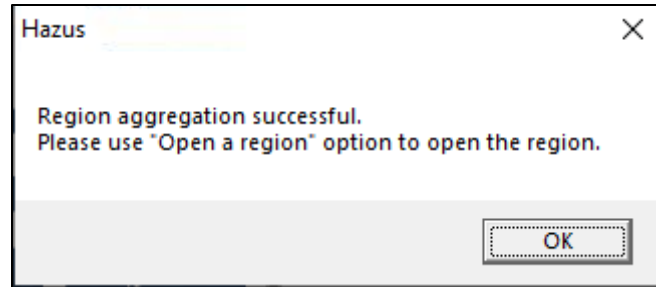 Hazus
Region aggregation successful.
Please use "Open a region" option to open the region.
OK